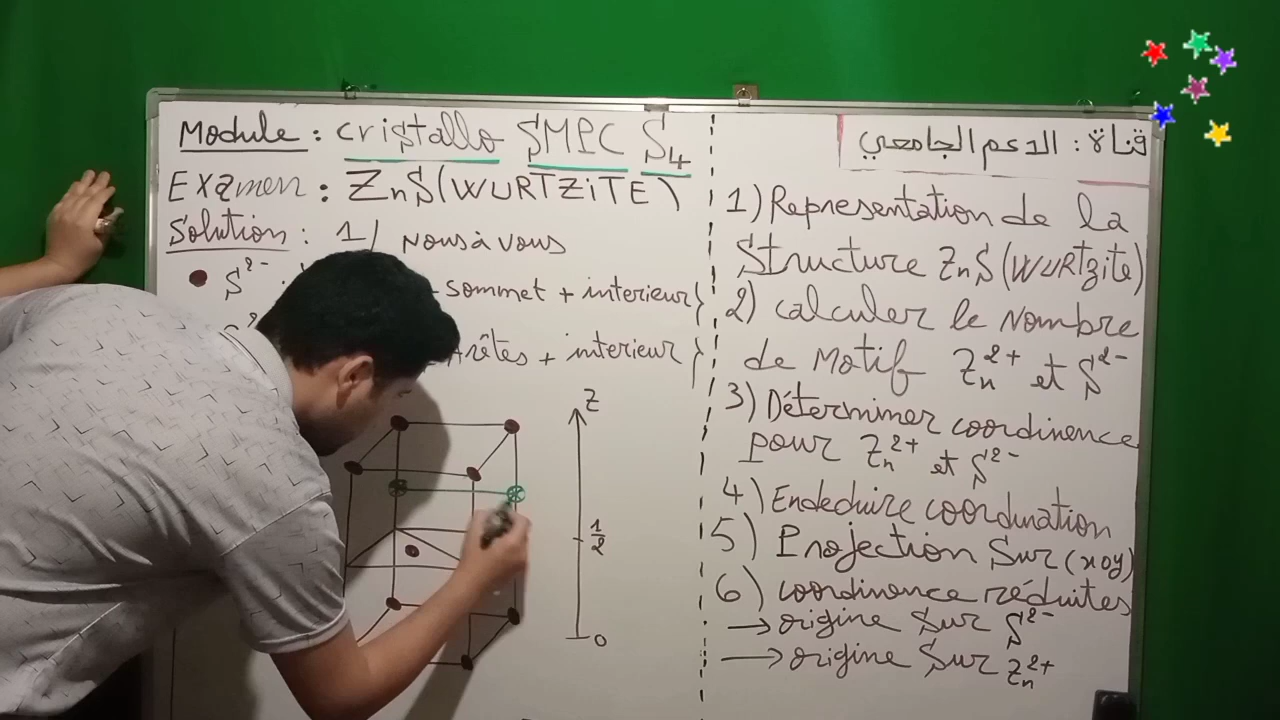 Module : cristallo SMPC S4
Examen : ZnS(WURTZiTE)
Solution : 1/ Nous à vous
S²⁻ sommet + interieur}
Arêtes + interieur}
Z
1/2
0
قناة : الدعم الجامعي
1) Representation de la
Structure ZnS (WURtzite)
2) calculer le Nombre
de Motif Zn²⁺ et S²⁻
3) Déterminer coordinence
pour Zn²⁺ et S²⁻
4) Endeduire coordination
5) Projection Sur (xoy)
6) coordinence réduites
→ origine Sur S²⁻
→ origine Sur Zn²⁺